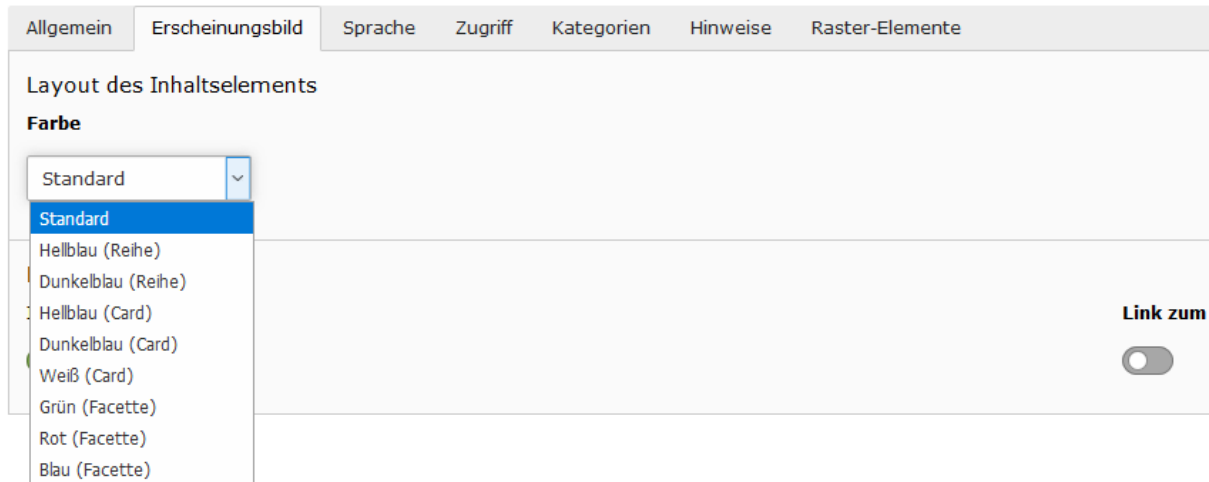 Allgemein Erscheinungsbild Sprache Zugriff Kategorien Hinweise Raster-Elemente
Layout des Inhaltselements
Farbe
Standard
Standard
Hellblau (Reihe)
Dunkelblau (Reihe)
Hellblau (Card)
Link zum
Dunkelblau (Card)
Weiß (Card)
Grün (Facette)
Rot (Facette)
Blau (Facette)